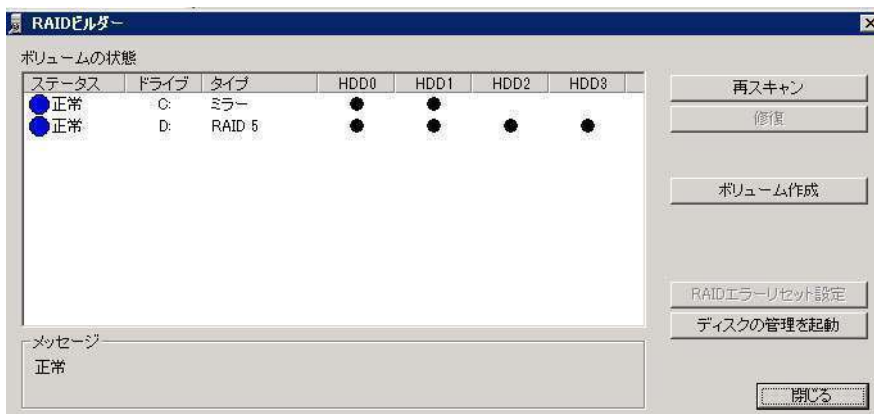 RAIDビルダー
ボリュームの状態
ステータス ドライブ タイプ HDD0 HDD1 HDD2 HDD3
正常 C: ミラー
正常 D: RAID 5
再スキャン
修復
ボリューム作成
RAIDエラーリセット設定
ディスクの管理を起動
メッセージ
正常
閉じる